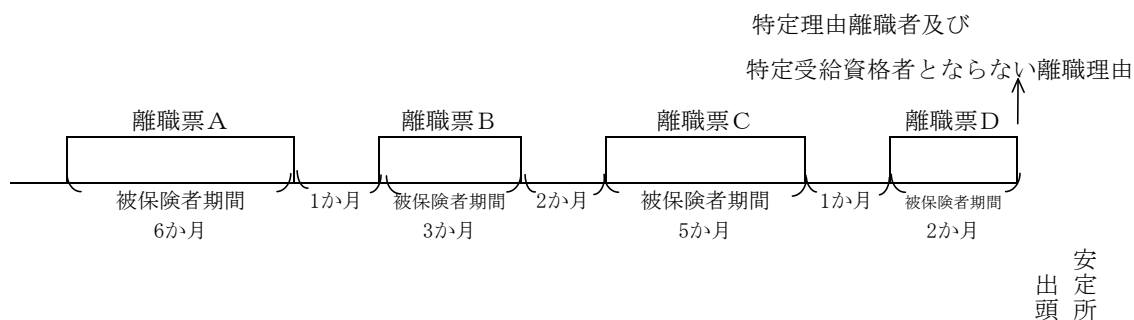 特定理由離職者及び
特定受給資格者とならない離職理由
離職票A
離職票B
離職票C
離職票D
被保険者期間
6か月
1か月
被保険者期間
3か月
2か月
被保険者期間
5か月
1か月
被保険者期間
2か月
安定所
出頭